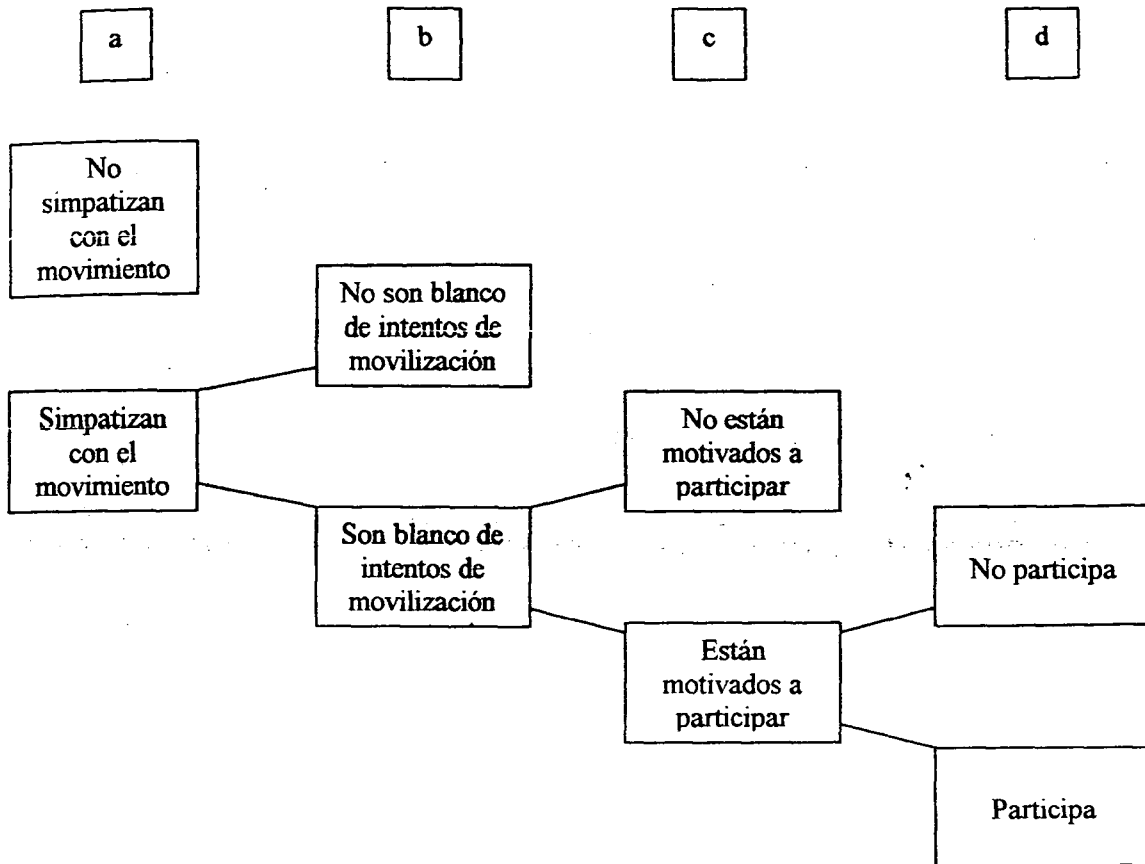 a
b
c
d
No
simpatizan
con el
movimiento
No son blanco
de intentos de
movilización
Simpatizan
con el
movimiento
No están
motivados a
participar
Son blanco de
intentos de
movilización
No participa
Están
motivados a
participar
Participa